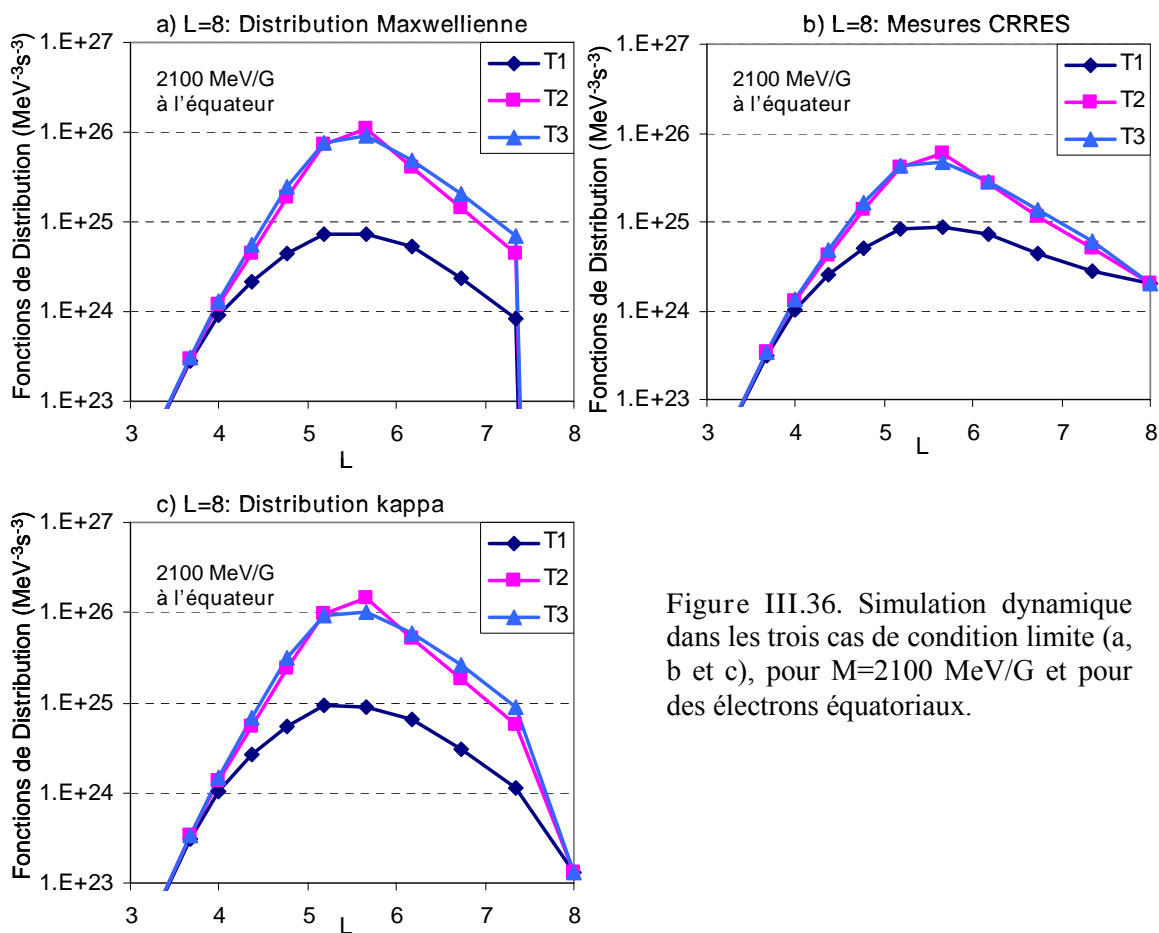 a) L=8: Distribution Maxwellienne
Fonctions de Distribution (MeV-3s-3)
1.E+27
1.E+26
1.E+25
1.E+24
1.E+23
2100 MeV/G
à l'équateur
T1
T2
T3
3 4 5 6 7 8
L
b) L=8: Mesures CRRES
Fonctions de Distribution (MeV-3s-3)
1.E+27
1.E+26
1.E+25
1.E+24
1.E+23
2100 MeV/G
à l'équateur
T1
T2
T3
3 4 5 6 7 8
L
c) L=8: Distribution kappa
Fonctions de Distribution (MeV-3s-3)
1.E+27
1.E+26
1.E+25
1.E+24
1.E+23
2100 MeV/G
à l'équateur
T1
T2
T3
3 4 5 6 7 8
L
Figure III.36. Simulation dynamique
dans les trois cas de condition limite (a,
b et c), pour M=2100 MeV/G et pour
des électrons équatoriaux.